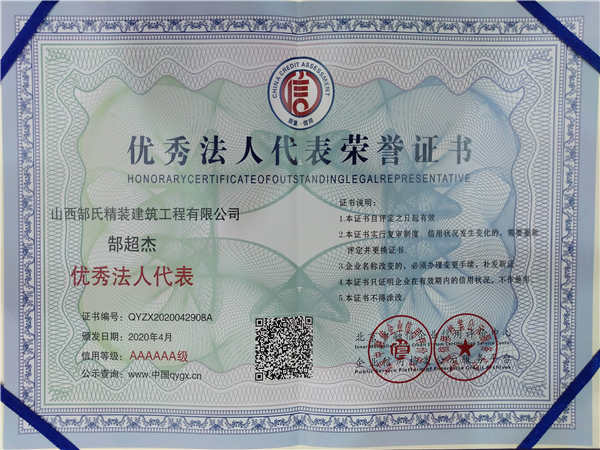 CHINA CREDIT ASSESSMENT
优秀法人代表荣誉证书
HONORARYCERTIFICATEOFOUTSTANDINGLEGALREPRESENTATIVE
山西郜氏精装建筑工程有限公司
郜超杰
优秀法人代表
证书编号：QYZX2020042908A
颁发日期：2020年4月
信用等级：AAAAAA级
公示查询：www.中国qygx.cn
证书说明：
1.本证书自评定之日起有效
2.本证书实行复审制度，信用状况发生变化的，需要重新
评定并更换证书
3.企业名称改变的，必须办理变更手续，补发新证
4.本证书只证明企业在有效期内的信用状况，不作他用
5.本证书不得涂改
Public Service Platform of Enterprise Credit Archives